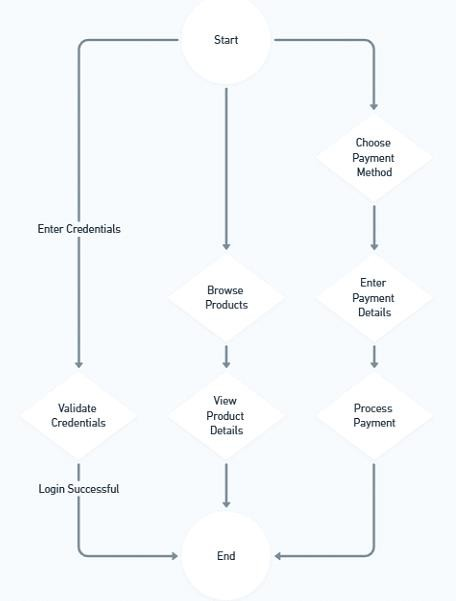 Start
Choose
Payment
Method
Enter Credentials
Browse
Products
Enter
Payment
Details
Validate
Credentials
View
Product
Details
Process
Payment
Login Successful
End